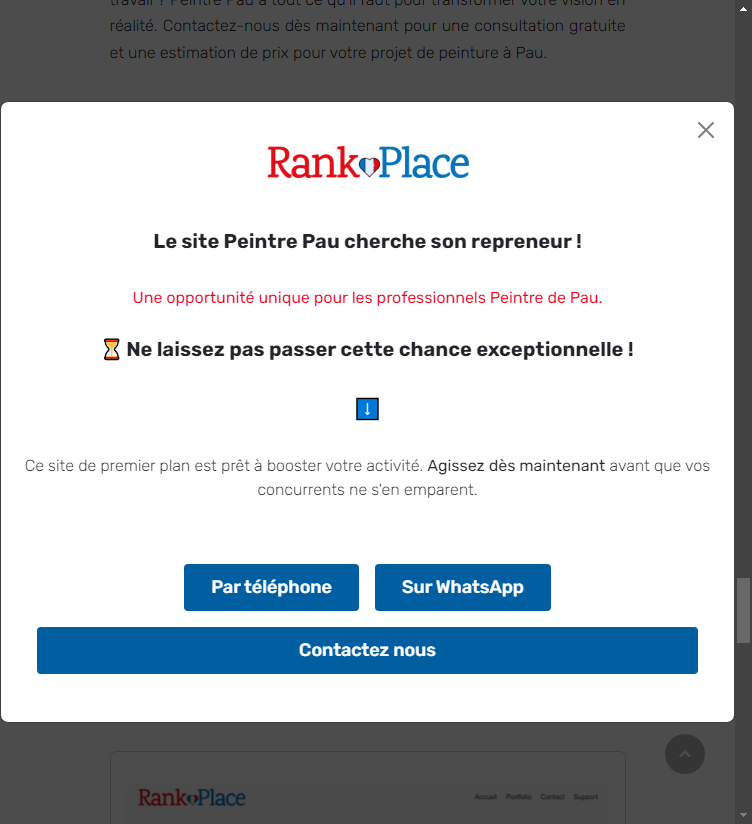 travail ? Peintre Pau a tout ce qu'il faut pour transformer votre vision en
réalité. Contactez-nous dès maintenant pour une consultation gratuite
et une estimation de prix pour votre projet de peinture à Pau.
Rank Place
Le site Peintre Pau cherche son repreneur !
Une opportunité unique pour les professionnels Peintre de Pau.
⏳ Ne laissez pas passer cette chance exceptionnelle !
Ce site de premier plan est prêt à booster votre activité. Agissez dès maintenant avant que vos
concurrents ne s'en emparent.
Par téléphone Sur WhatsApp
Contactez nous
Rank Place Accueil Portfolio Contact Support